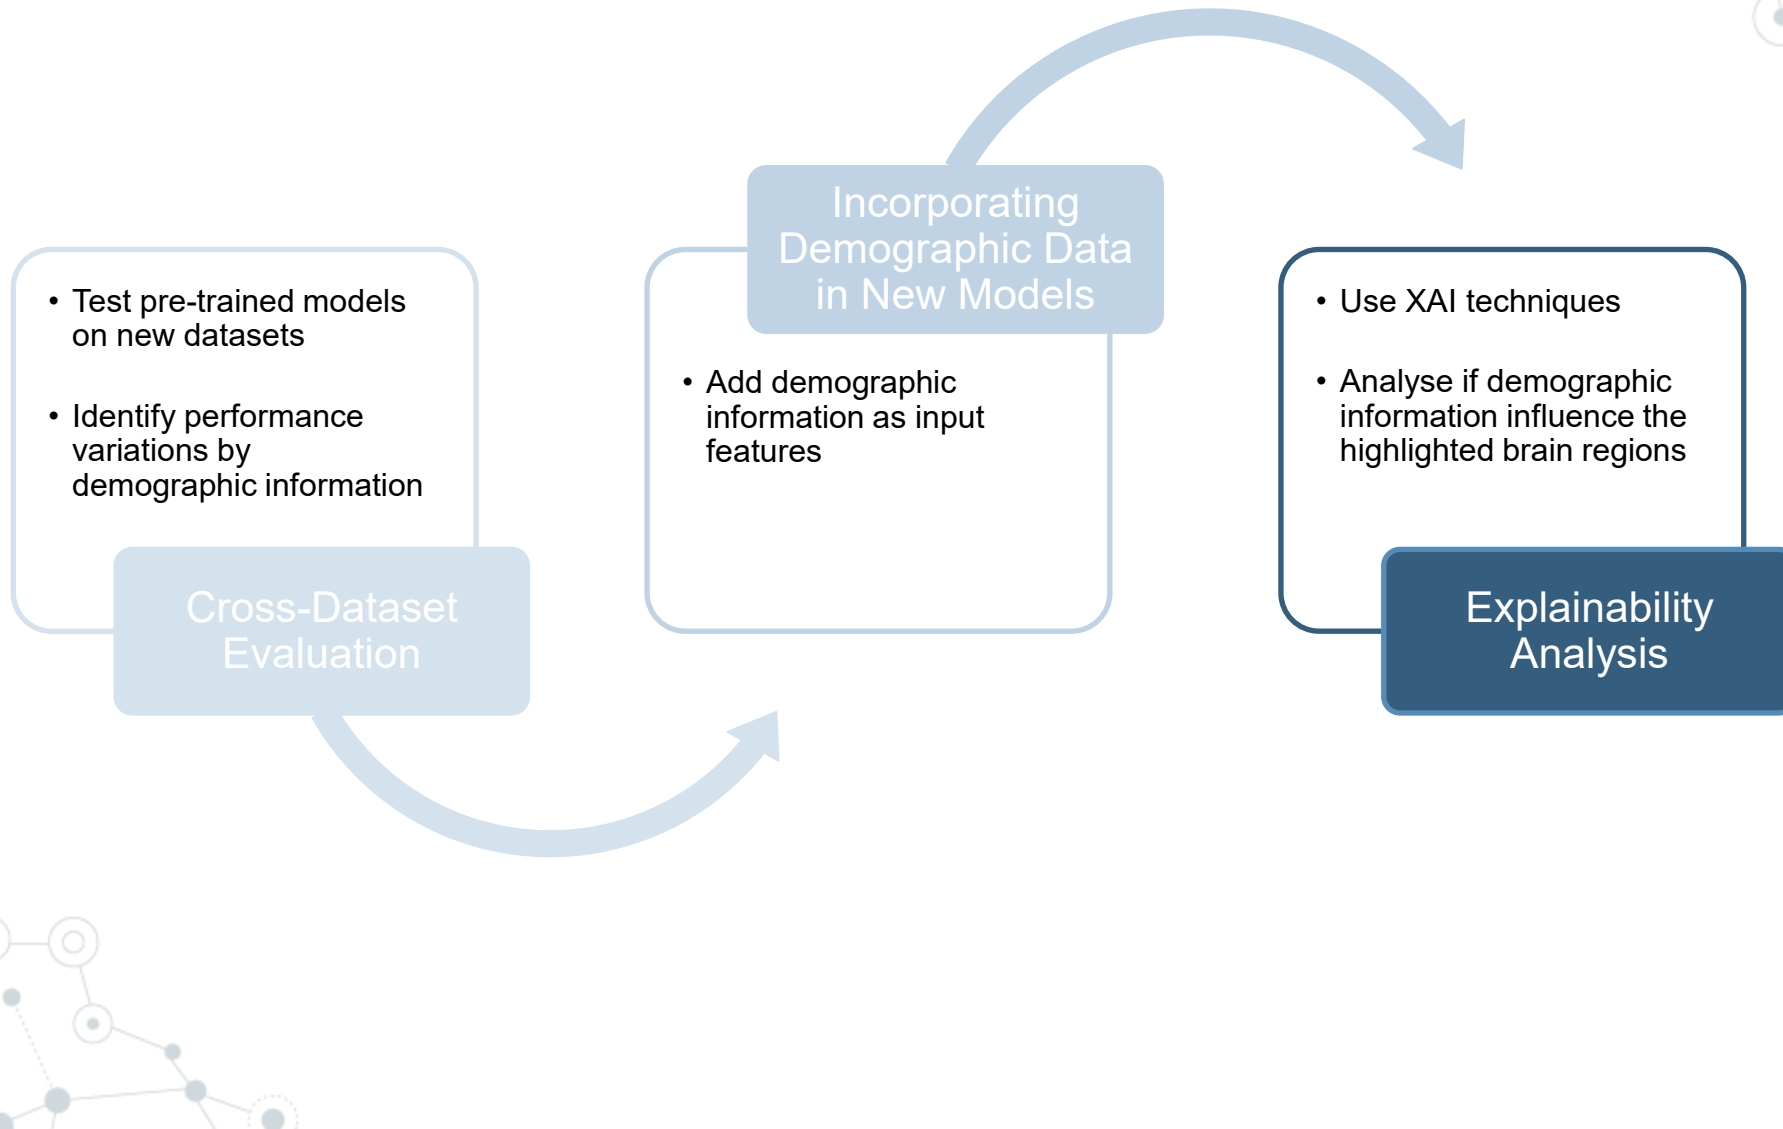 • Test pre-trained models
on new datasets
• Identify performance
variations by
demographic information
Cross-Dataset
Evaluation
Incorporating
Demographic Data
in New Models
• Add demographic
information as input
features
• Use XAI techniques
• Analyse if demographic
information influence the
highlighted brain regions
Explainability
Analysis